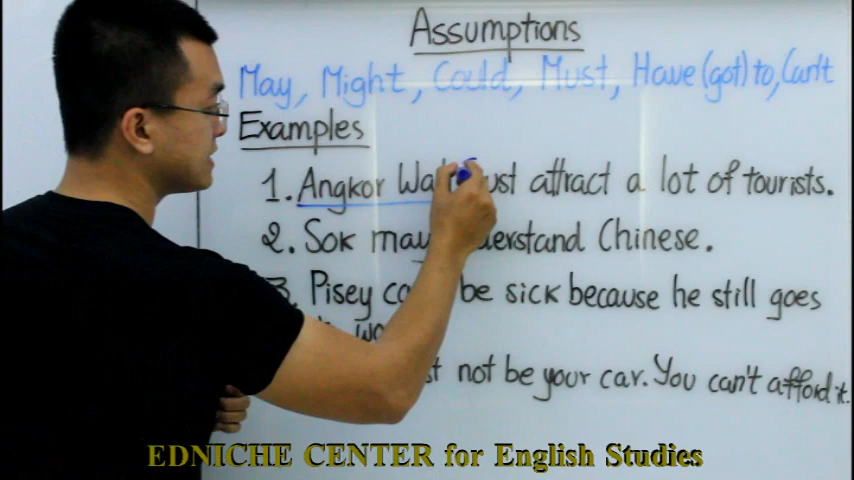 Assumptions
May, Might, Could, Must, Have (got) to, Can't
Examples
1. Angkor Wat attract a lot of tourists.
2. Sok may Chinese.
3. Pisey be sick because he still goes
not be your car. You can't afford it.
EDNICHE CENTER for English Studies